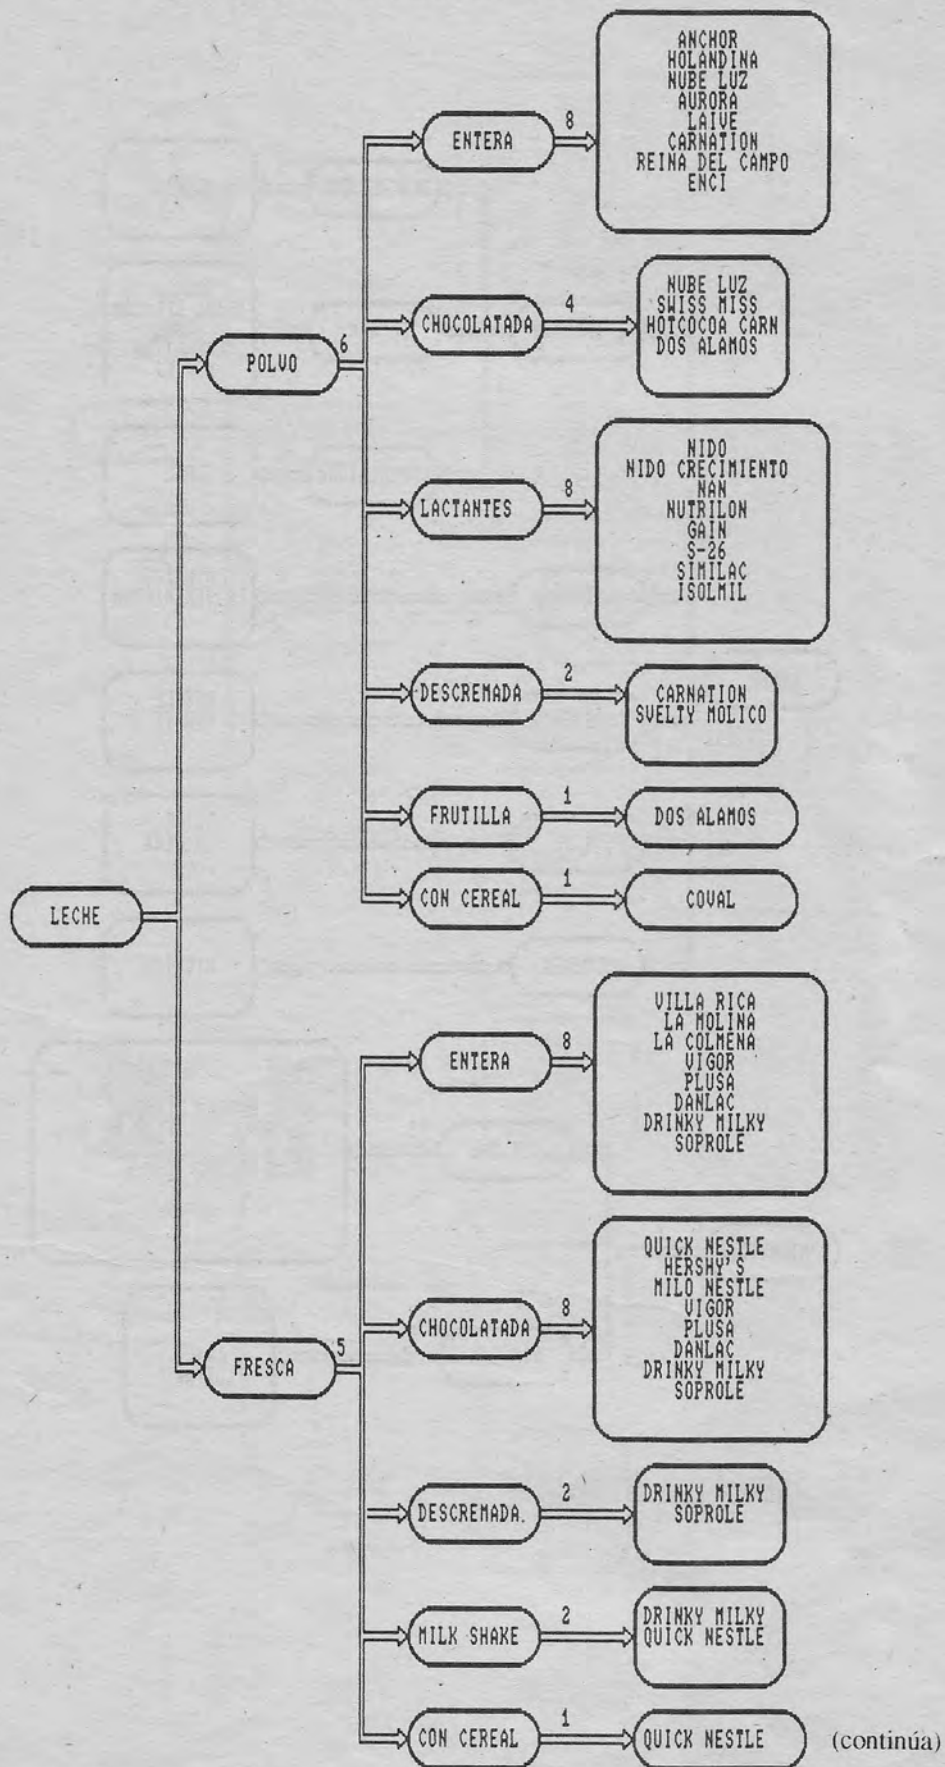 ANCHOR
HOLANDINA
NUBE LUZ
AURORA
LAIVE
CARNATION
REINA DEL CAMPO
ENCI
ENTERA
8
NUBE LUZ
SWISS MISS
HOTCOCOA CARN
DOS ALAMOS
CHOCOLATADA
4
POLVO
6
NIDO
NIDO CRECIMIENTO
NAN
NUTRILON
GAIN
S-26
SIMILAC
ISOLMIL
LACTANTES
8
DESCREMADA
2
CARNATION
SVELTY MOLICO
FRUTILLA
1
DOS ALAMOS
CON CEREAL
1
COVAL
LECHE
VILLA RICA
LA MOLINA
LA COLMENA
VIGOR
PLUSA
DANLAC
DRINKY MILKY
SOPROLE
ENTERA
8
QUICK NESTLE
HERSHY'S
MILO NESTLE
VIGOR
PLUSA
DANLAC
DRINKY MILKY
SOPROLE
CHOCOLATADA
8
FRESCA
5
DESCREMADA.
2
DRINKY MILKY
SOPROLE
MILK SHAKE
2
DRINKY MILKY
QUICK NESTLE
CON CEREAL
1
QUICK NESTLE
(continúa)